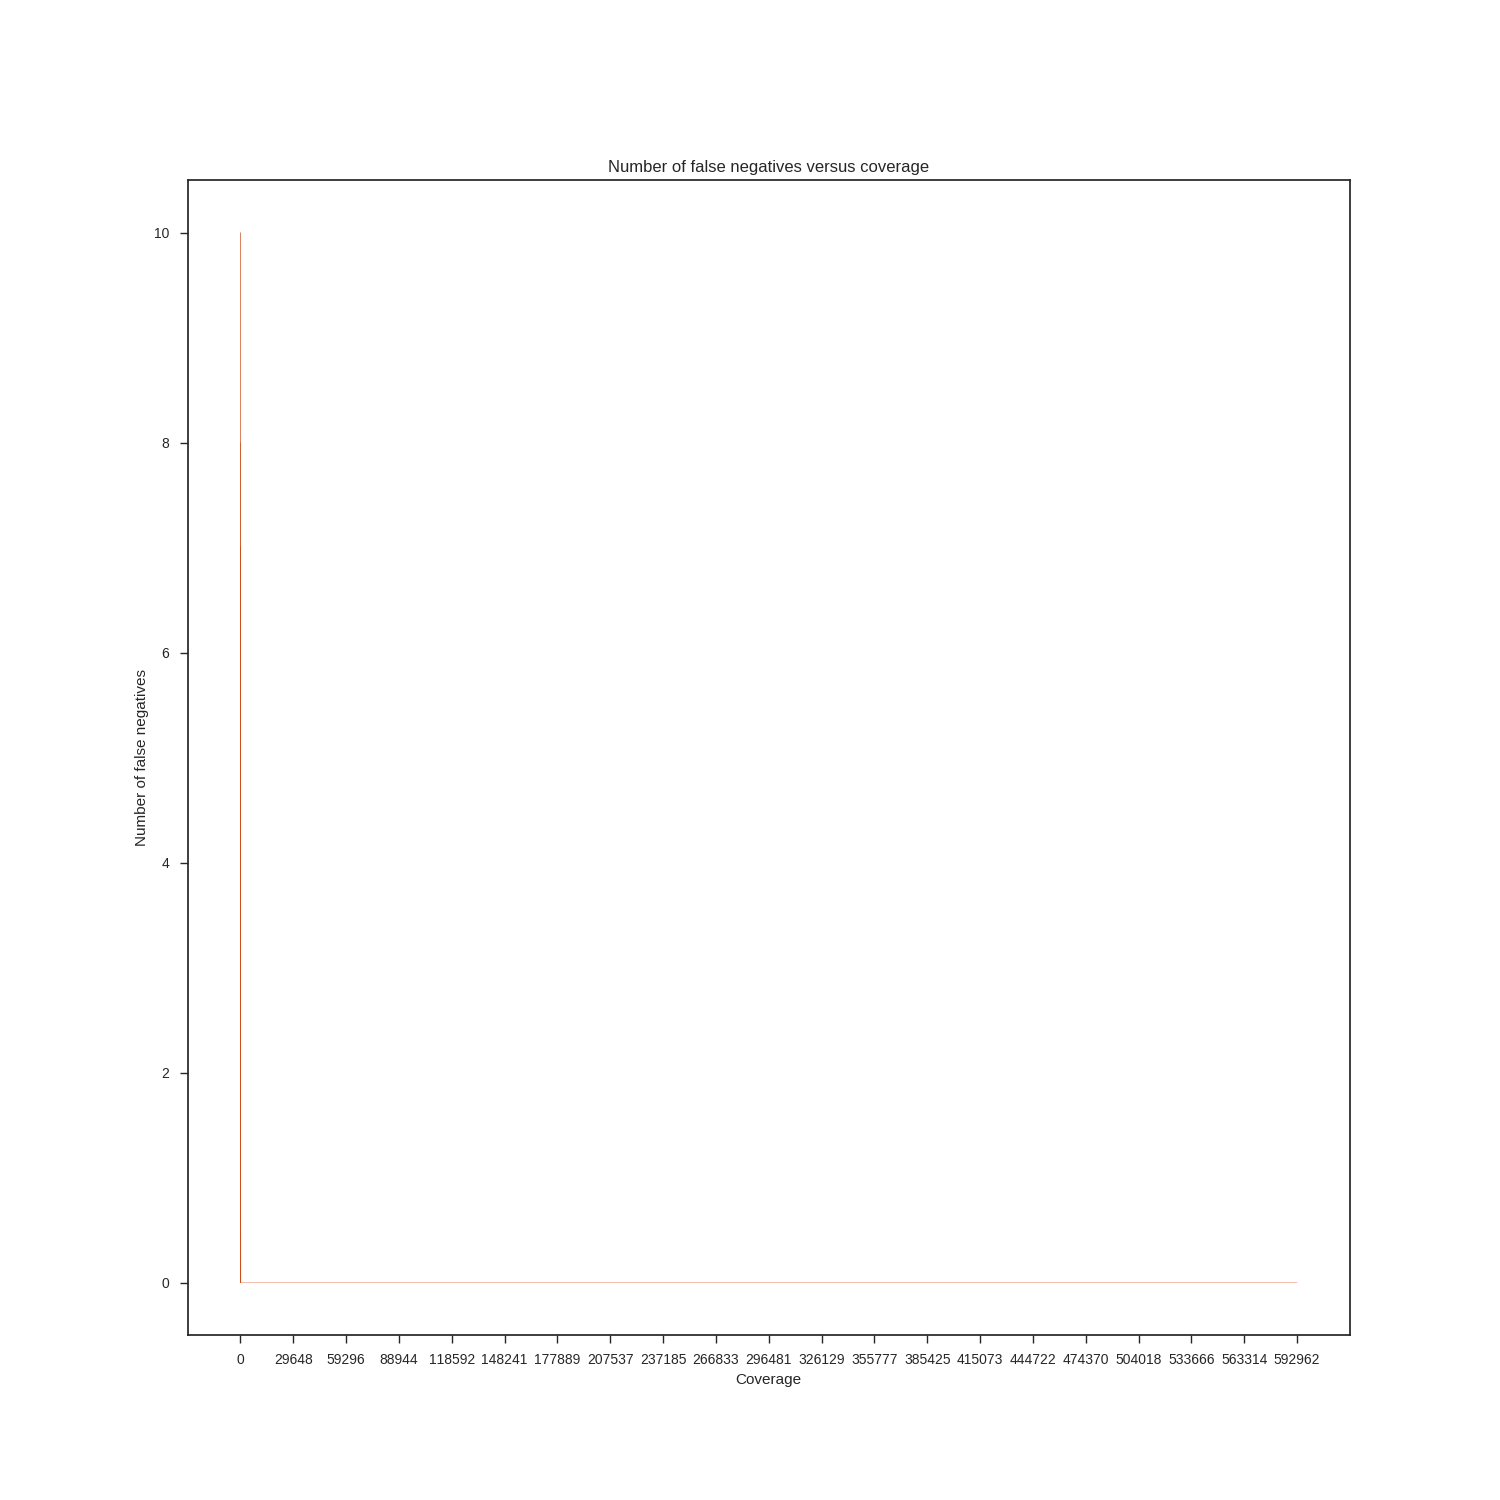 Number of false negatives versus coverage
10
8
6
4
2
0
Number of false negatives
0 29648 59296 88944 118592 148241 177889 207537 237185 266833 296481 326129 355777 385425 415073 444722 474370 504018 533666 563314 592962
Coverage